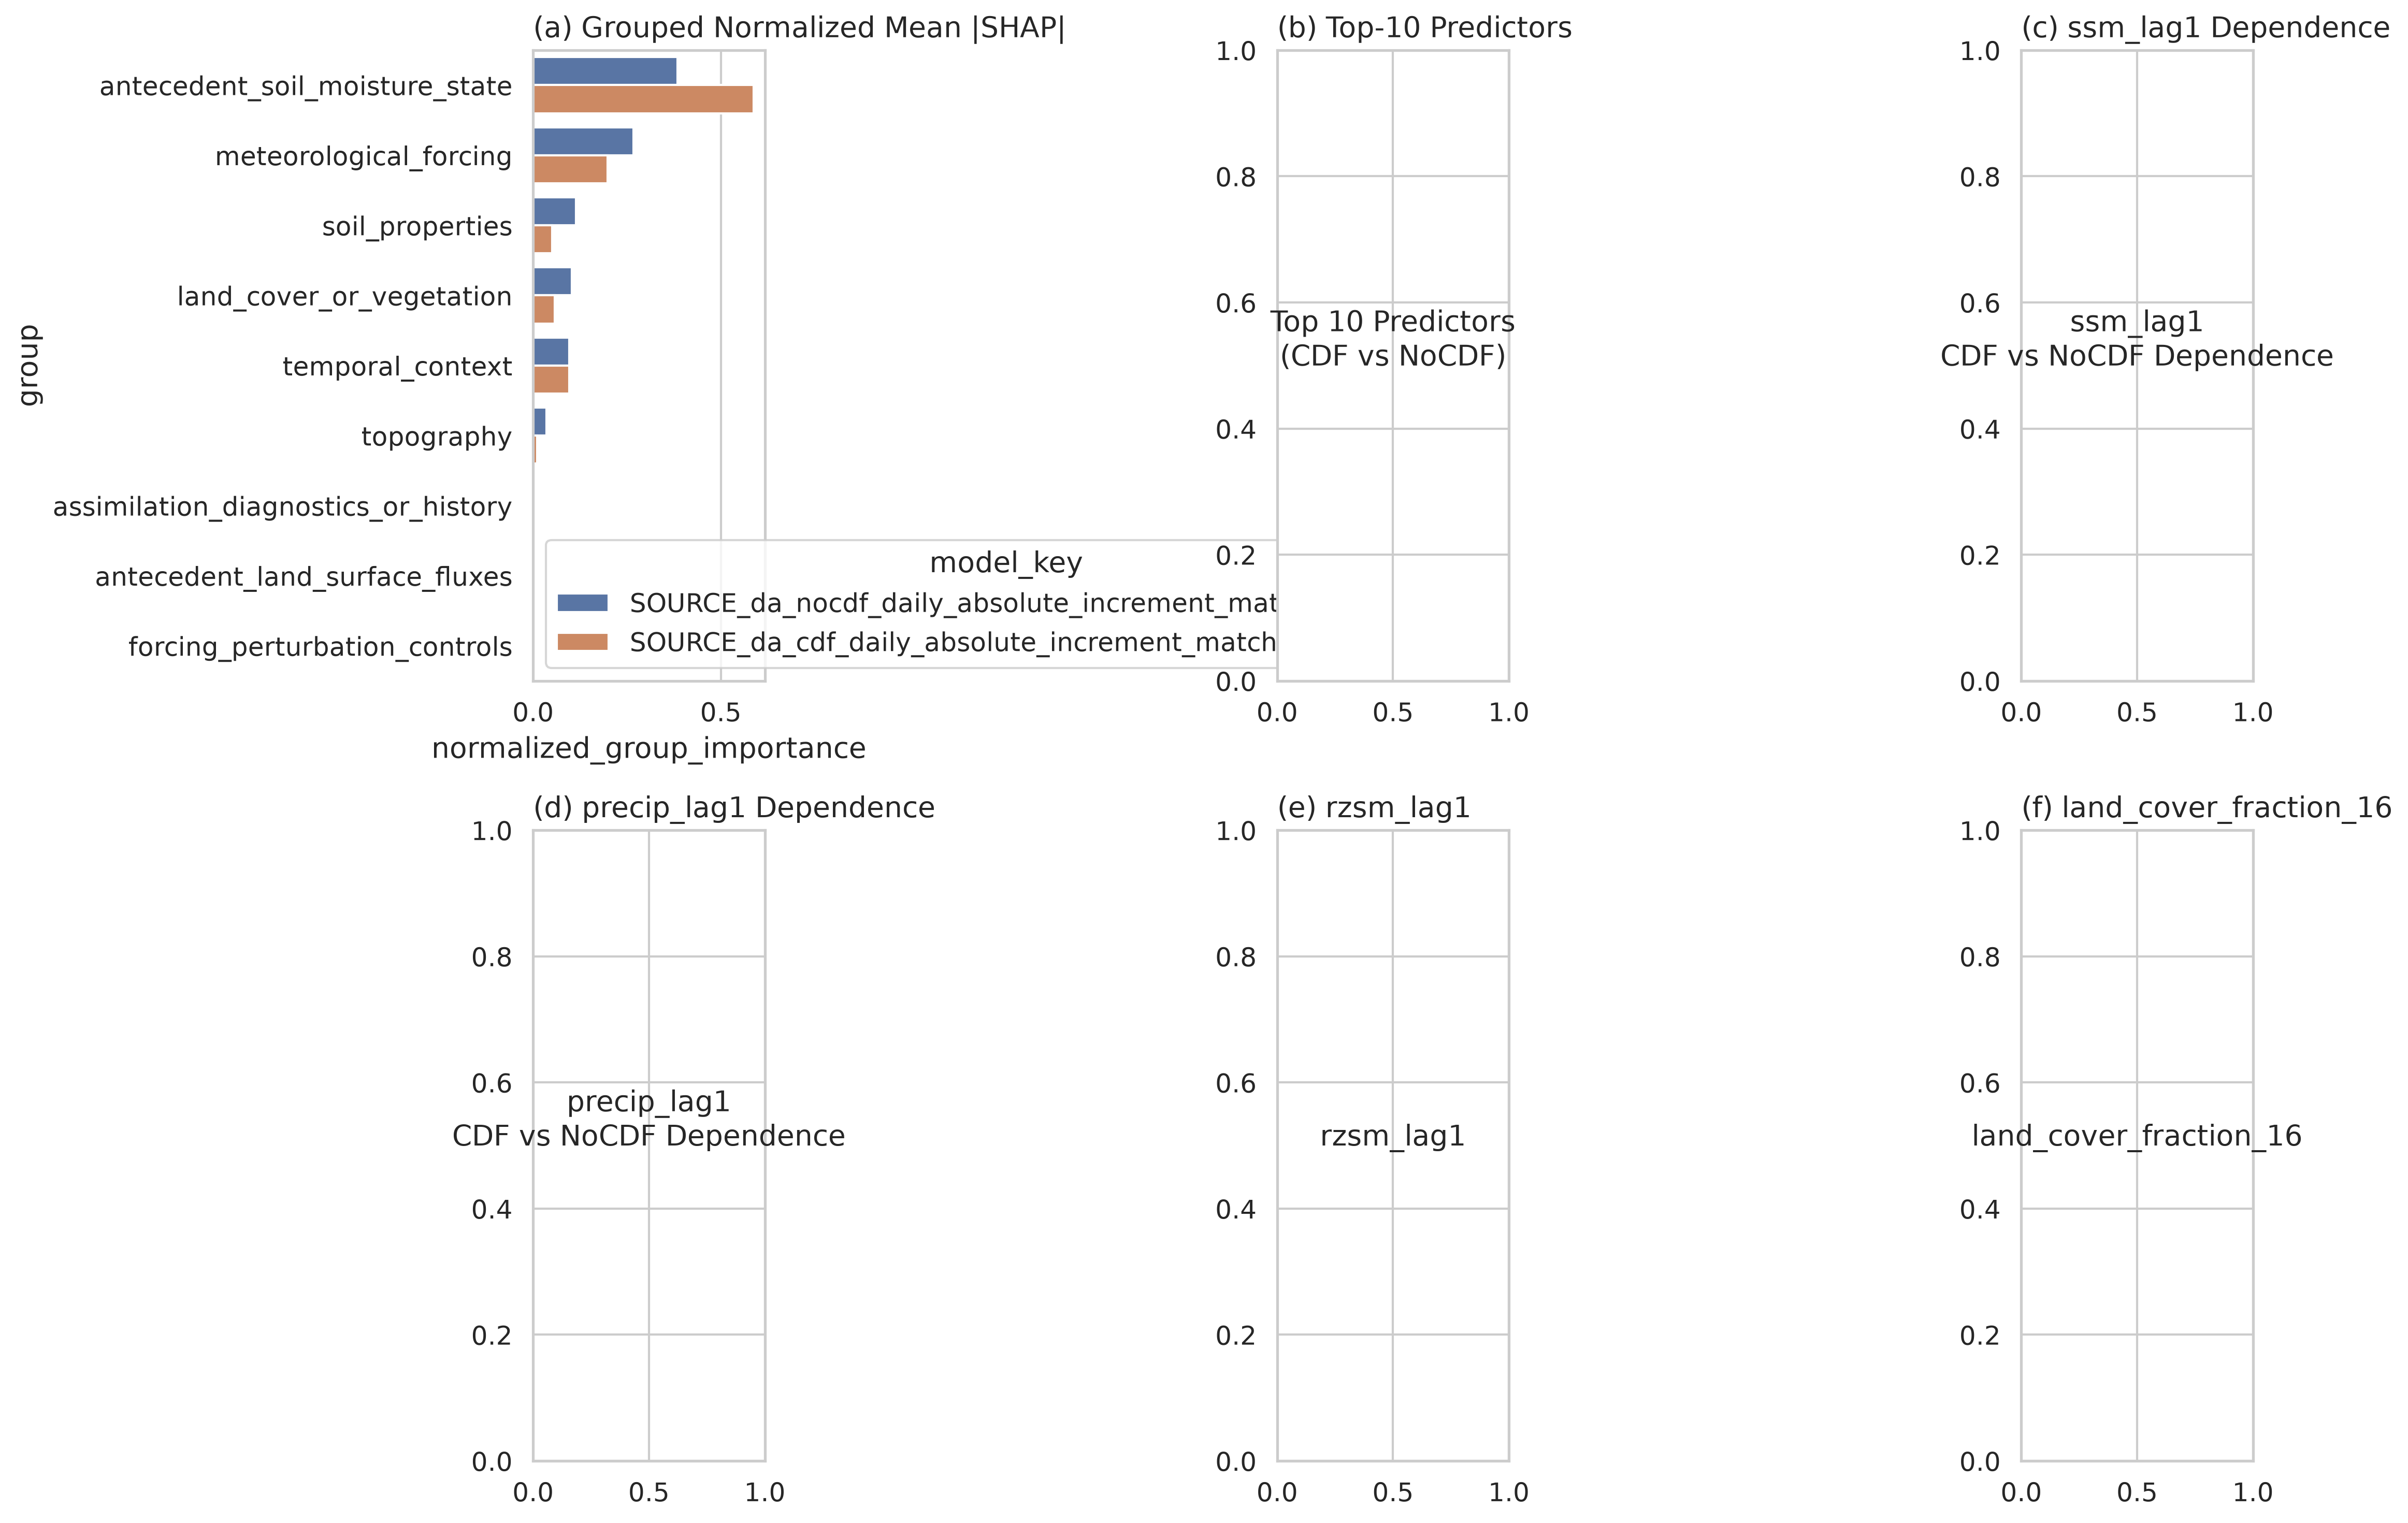 (a) Grouped Normalized Mean |SHAP|
group
antecedent_soil_moisture_state
meteorological_forcing
soil_properties
land_cover_or_vegetation
temporal_context
topography
assimilation_diagnostics_or_history
antecedent_land_surface_fluxes
forcing_perturbation_controls
model_key
SOURCE_da_nocdf_daily_absolute_increment_mat
SOURCE_da_cdf_daily_absolute_increment_match
0.0 0.5
normalized_group_importance
(b) Top-10 Predictors
1.0
0.8
0.6
Top 10 Predictors
(CDF vs NoCDF)
0.4
0.2
0.0
0.0 0.5 1.0
(c) ssm_lag1 Dependence
1.0
0.8
0.6
ssm_lag1
CDF vs NoCDF Dependence
0.4
0.2
0.0
0.0 0.5 1.0
(d) precip_lag1 Dependence
1.0
0.8
0.6
precip_lag1
CDF vs NoCDF Dependence
0.4
0.2
0.0
0.0 0.5 1.0
(e) rzsm_lag1
1.0
0.8
0.6
rzsm_lag1
0.4
0.2
0.0
0.0 0.5 1.0
(f) land_cover_fraction_16
1.0
0.8
0.6
land_cover_fraction_16
0.4
0.2
0.0
0.0 0.5 1.0